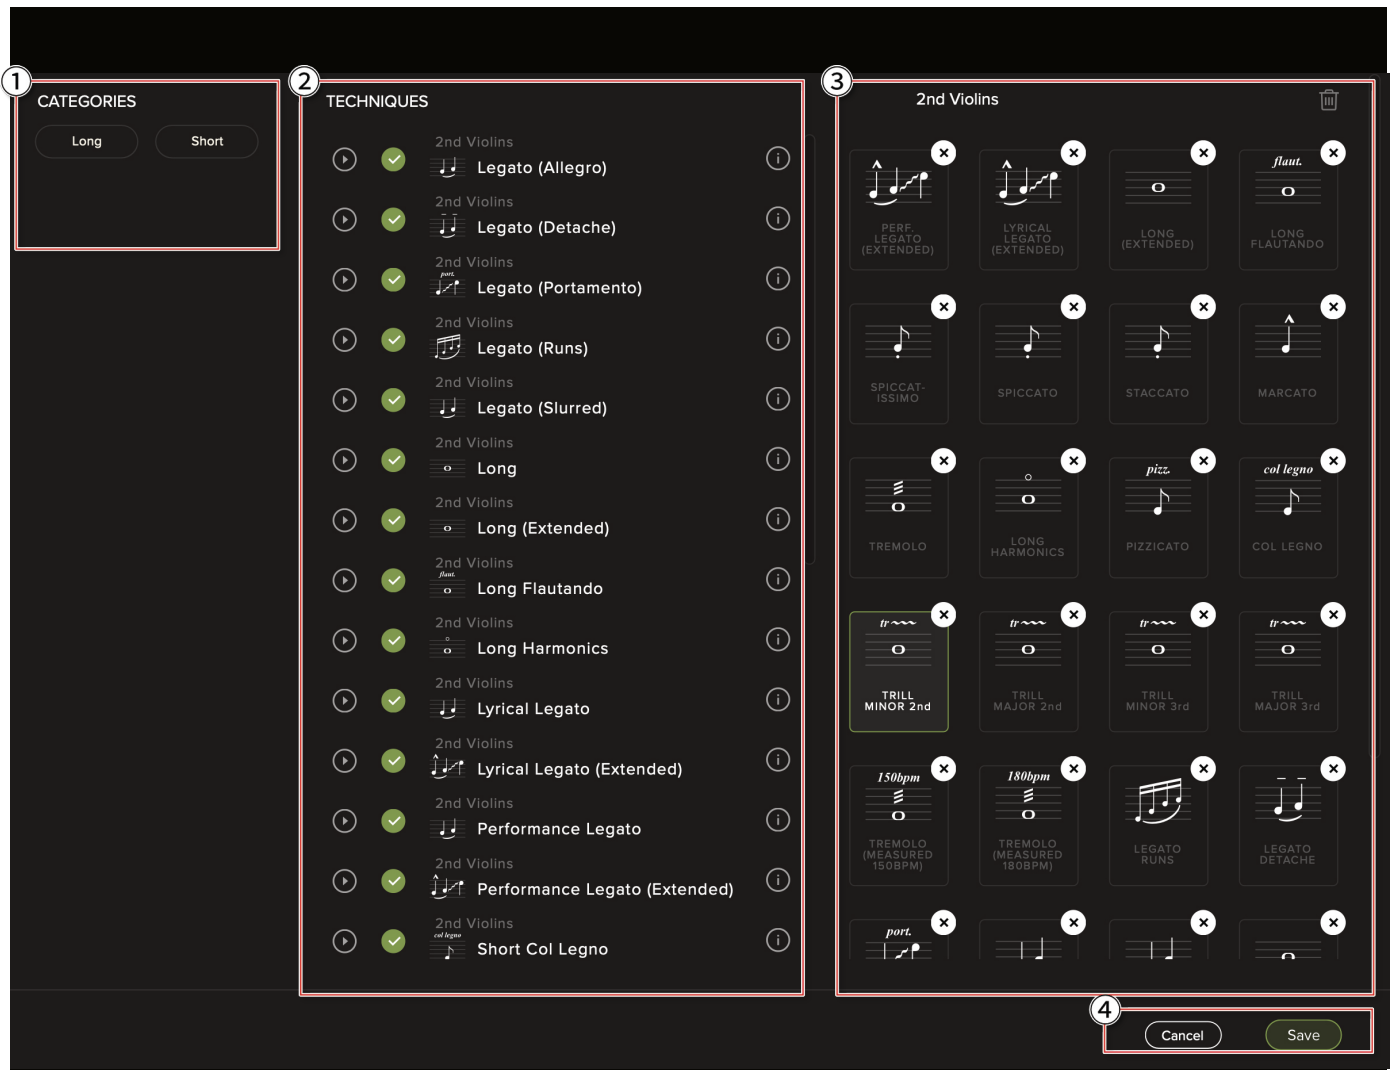 1
CATEGORIES
Long
Short
2
TECHNIQUES
2nd Violins
Legato (Allegro)
2nd Violins
Legato (Detache)
2nd Violins
port.
Legato (Portamento)
2nd Violins
Legato (Runs)
2nd Violins
Legato (Slurred)
2nd Violins
Long
2nd Violins
Long (Extended)
2nd Violins
flaut.
Long Flautando
2nd Violins
Long Harmonics
2nd Violins
Lyrical Legato
2nd Violins
Lyrical Legato (Extended)
2nd Violins
Performance Legato
2nd Violins
Performance Legato (Extended)
2nd Violins
col legno
Short Col Legno
3
2nd Violins
PERF.
LEGATO
(EXTENDED)
LYRICAL
LEGATO
(EXTENDED)
LONG
(EXTENDED)
flaut.
LONG
FLAUTANDO
SPICCAT-
ISSIMO
SPICCATO
STACCATO
MARCATO
TREMOLO
LONG
HARMONICS
pizz.
PIZZICATO
col legno
COL LEGNO
tr
TRILL
MINOR 2nd
tr
TRILL
MAJOR 2nd
tr
TRILL
MINOR 3rd
tr
TRILL
MAJOR 3rd
150bpm
TREMOLO
(MEASURED
150BPM)
180bpm
TREMOLO
(MEASURED
180BPM)
LEGATO
RUNS
LEGATO
DETACHE
port.
4
Cancel
Save